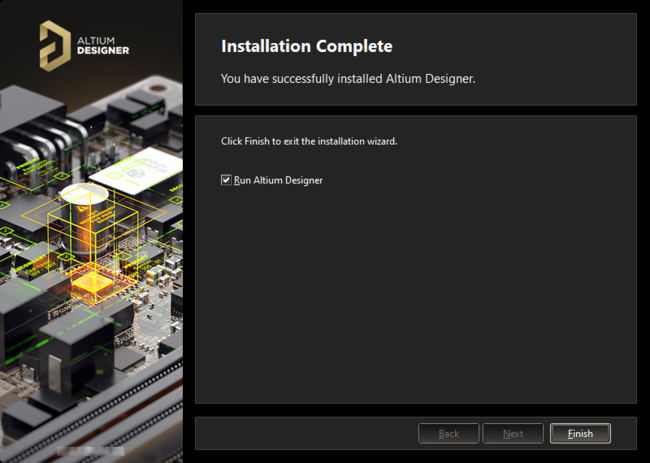 ALTIUM
DESIGNER
Installation Complete
You have successfully installed Altium Designer.
Click Finish to exit the installation wizard.
Run Altium Designer
Back
Next
Finish